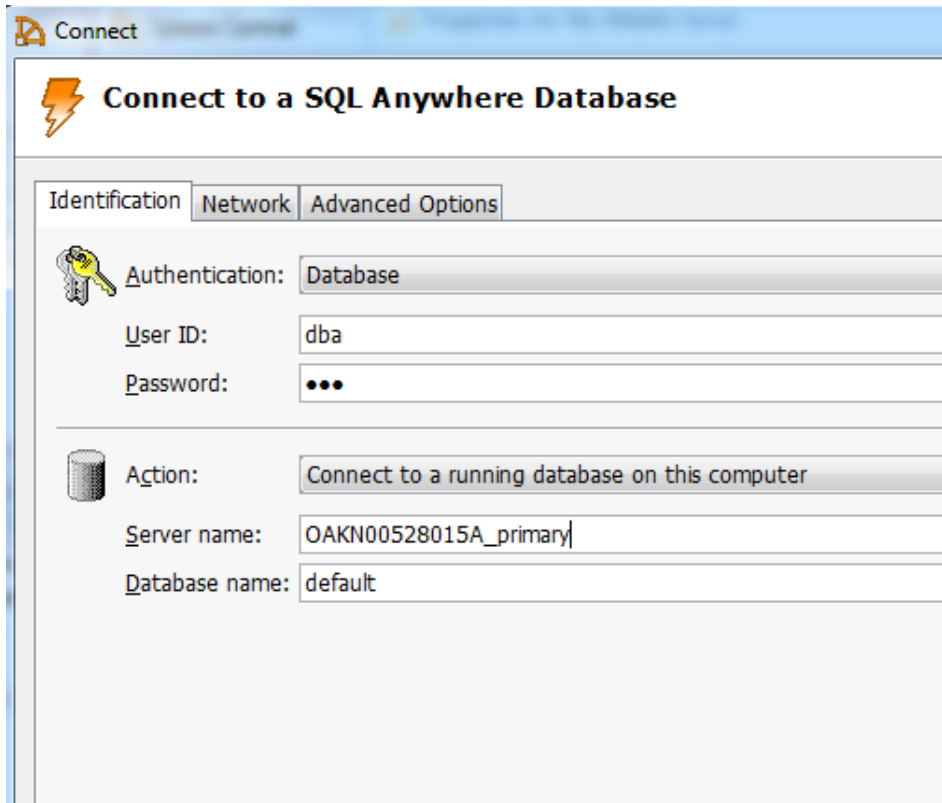 Connect
Connect to a SQL Anywhere Database
Identification Network Advanced Options
Authentication: Database
User ID: dba
Password: •••
Action: Connect to a running database on this computer
Server name: OAKN00528015A_primary
Database name: default